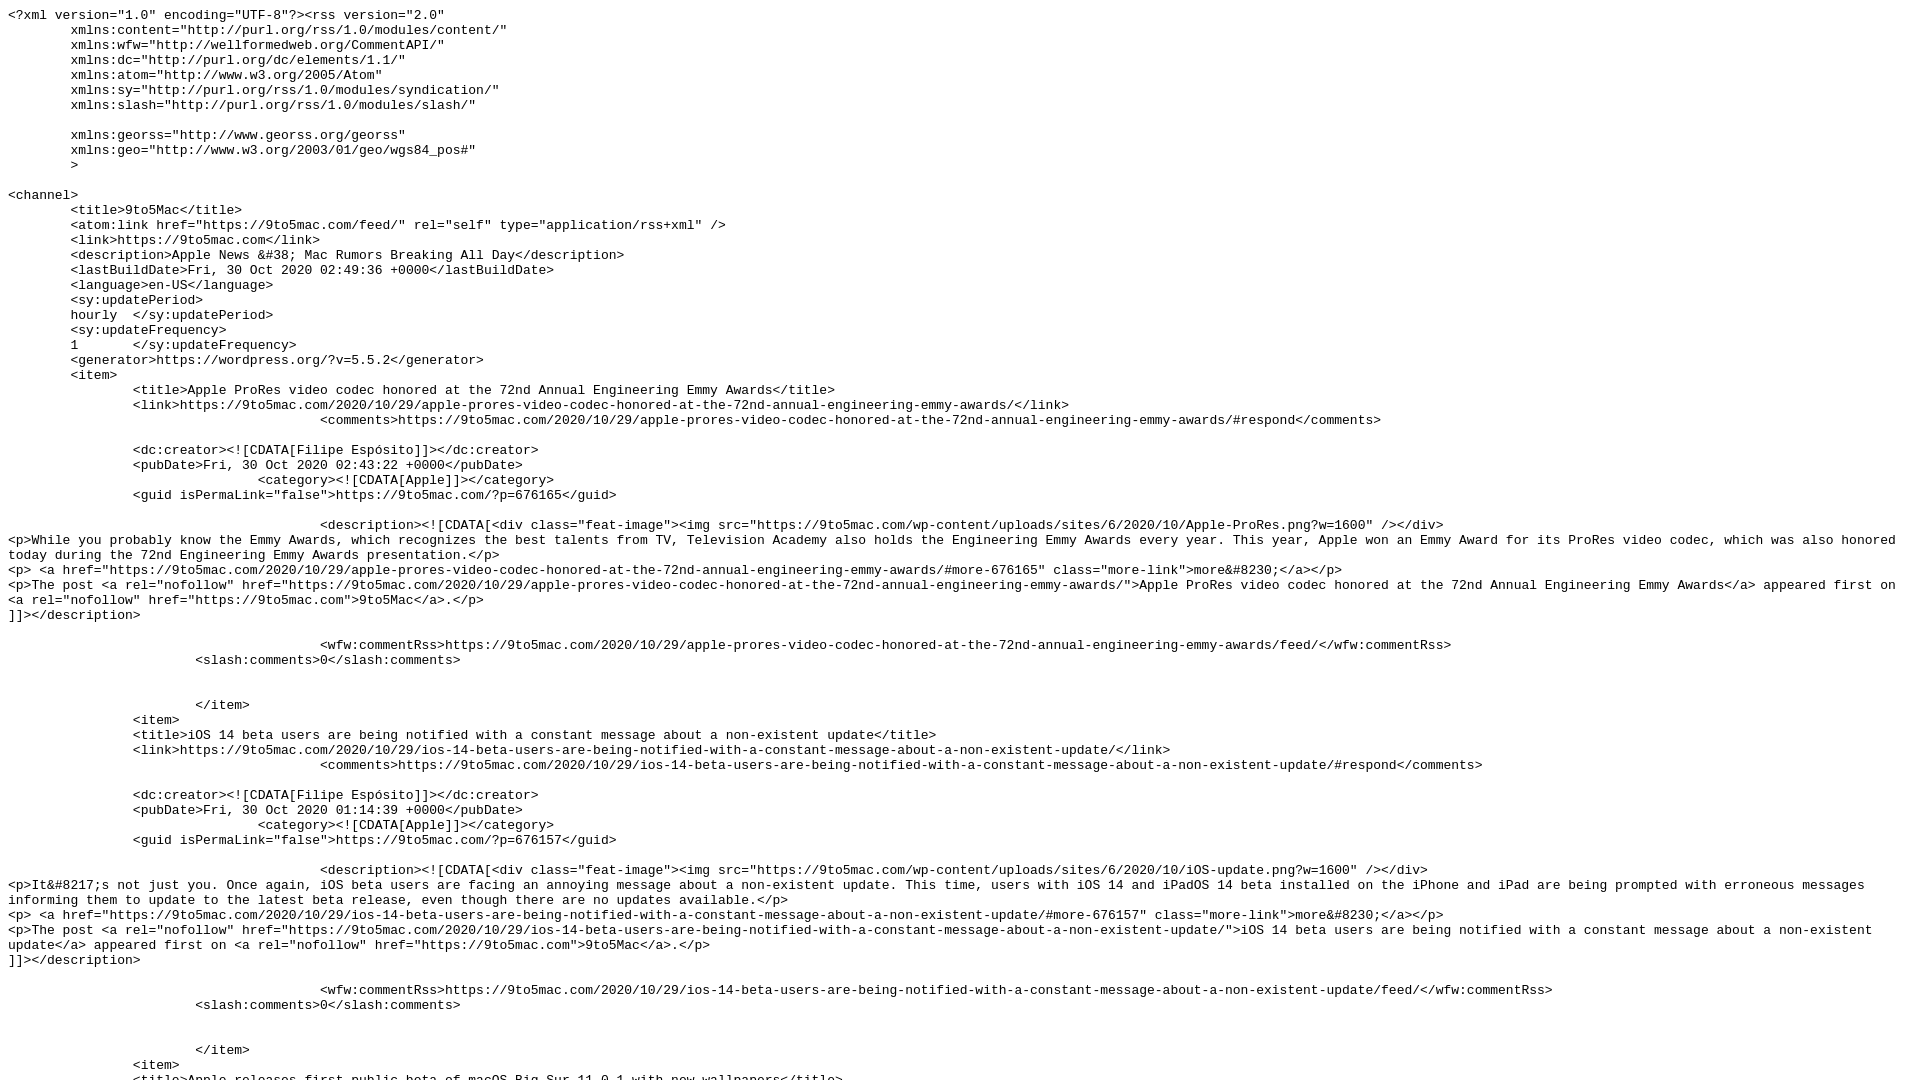 <?xml version="1.0" encoding="UTF-8"?><rss version="2.0"
xmlns:content="http://purl.org/rss/1.0/modules/content/"
xmlns:wfw="http://wellformedweb.org/CommentAPI/"
xmlns:dc="http://purl.org/dc/elements/1.1/"
xmlns:atom="http://www.w3.org/2005/Atom"
xmlns:sy="http://purl.org/rss/1.0/modules/syndication/"
xmlns:slash="http://purl.org/rss/1.0/modules/slash/"
xmlns:georss="http://www.georss.org/georss"
xmlns:geo="http://www.w3.org/2003/01/geo/wgs84_pos#"
>
<channel>
<title>9to5Mac</title>
<atom:link href="https://9to5mac.com/feed/" rel="self" type="application/rss+xml" />
<link>https://9to5mac.com</link>
<description>Apple News &#38; Mac Rumors Breaking All Day</description>
<lastBuildDate>Fri, 30 Oct 2020 02:49:36 +0000</lastBuildDate>
<language>en-US</language>
<sy:updatePeriod>
hourly </sy:updatePeriod>
<sy:updateFrequency>
1 </sy:updateFrequency>
<generator>https://wordpress.org/?v=5.5.2</generator>
<item>
<title>Apple ProRes video codec honored at the 72nd Annual Engineering Emmy Awards</title>
<link>https://9to5mac.com/2020/10/29/apple-prores-video-codec-honored-at-the-72nd-annual-engineering-emmy-awards/</link>
<comments>https://9to5mac.com/2020/10/29/apple-prores-video-codec-honored-at-the-72nd-annual-engineering-emmy-awards/#respond</comments>
<dc:creator><![CDATA[Filipe Espósito]]></dc:creator>
<pubDate>Fri, 30 Oct 2020 02:43:22 +0000</pubDate>
<category><![CDATA[Apple]]></category>
<guid isPermaLink="false">https://9to5mac.com/?p=676165</guid>
<description><![CDATA[<div class="feat-image"><img src="https://9to5mac.com/wp-content/uploads/sites/6/2020/10/Apple-ProRes.png?w=1600" /></div>
<p>While you probably know the Emmy Awards, which recognizes the best talents from TV, Television Academy also holds the Engineering Emmy Awards every year. This year, Apple won an Emmy Award for its ProRes video codec, which was also honored
today during the 72nd Engineering Emmy Awards presentation.</p>
<p> <a href="https://9to5mac.com/2020/10/29/apple-prores-video-codec-honored-at-the-72nd-annual-engineering-emmy-awards/#more-676165" class="more-link">more&#8230;</a></p>
<p>The post <a rel="nofollow" href="https://9to5mac.com/2020/10/29/apple-prores-video-codec-honored-at-the-72nd-annual-engineering-emmy-awards/">Apple ProRes video codec honored at the 72nd Annual Engineering Emmy Awards</a> appeared first on
<a rel="nofollow" href="https://9to5mac.com">9to5Mac</a>.</p>
]]></description>
<wfw:commentRss>https://9to5mac.com/2020/10/29/apple-prores-video-codec-honored-at-the-72nd-annual-engineering-emmy-awards/feed/</wfw:commentRss>
<slash:comments>0</slash:comments>
</item>
<item>
<title>iOS 14 beta users are being notified with a constant message about a non-existent update</title>
<link>https://9to5mac.com/2020/10/29/ios-14-beta-users-are-being-notified-with-a-constant-message-about-a-non-existent-update/</link>
<comments>https://9to5mac.com/2020/10/29/ios-14-beta-users-are-being-notified-with-a-constant-message-about-a-non-existent-update/#respond</comments>
<dc:creator><![CDATA[Filipe Espósito]]></dc:creator>
<pubDate>Fri, 30 Oct 2020 01:14:39 +0000</pubDate>
<category><![CDATA[Apple]]></category>
<guid isPermaLink="false">https://9to5mac.com/?p=676157</guid>
<description><![CDATA[<div class="feat-image"><img src="https://9to5mac.com/wp-content/uploads/sites/6/2020/10/iOS-update.png?w=1600" /></div>
<p>It&#8217;s not just you. Once again, iOS beta users are facing an annoying message about a non-existent update. This time, users with iOS 14 and iPadOS 14 beta installed on the iPhone and iPad are being prompted with erroneous messages
informing them to update to the latest beta release, even though there are no updates available.</p>
<p> <a href="https://9to5mac.com/2020/10/29/ios-14-beta-users-are-being-notified-with-a-constant-message-about-a-non-existent-update/#more-676157" class="more-link">more&#8230;</a></p>
<p>The post <a rel="nofollow" href="https://9to5mac.com/2020/10/29/ios-14-beta-users-are-being-notified-with-a-constant-message-about-a-non-existent-update/">iOS 14 beta users are being notified with a constant message about a non-existent
update</a> appeared first on <a rel="nofollow" href="https://9to5mac.com">9to5Mac</a>.</p>
]]></description>
<wfw:commentRss>https://9to5mac.com/2020/10/29/ios-14-beta-users-are-being-notified-with-a-constant-message-about-a-non-existent-update/feed/</wfw:commentRss>
<slash:comments>0</slash:comments>
</item>
<item>
<title>Apple releases first public beta of macOS Big Sur 11.0.1 with new wallpapers</title>